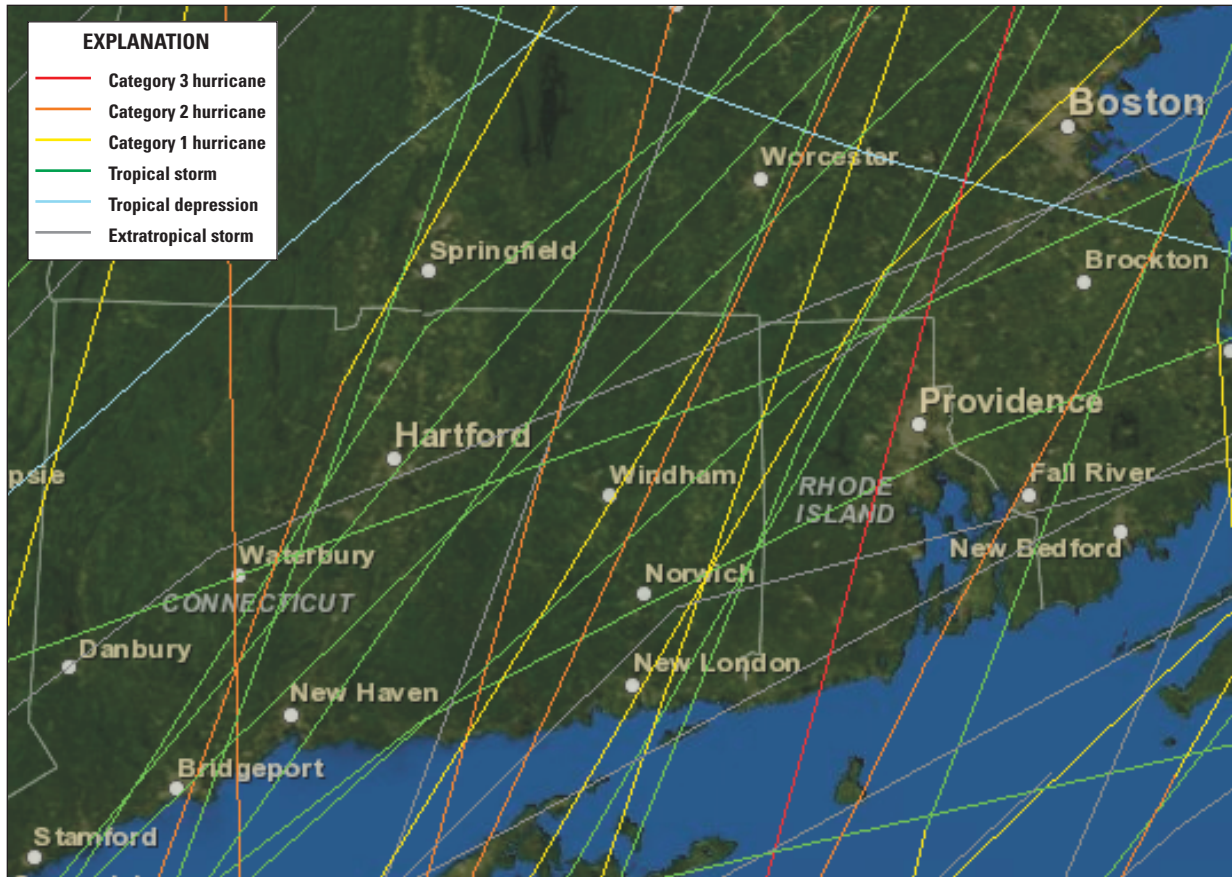 EXPLANATION
Category 3 hurricane
Category 2 hurricane
Category 1 hurricane
Tropical storm
Tropical depression
Extratropical storm
Boston
Worcester
Springfield
Brockton
Providence
Hartford
psie
Windham
RHODE
ISLAND
Fall River
New Bedford
Waterbury
CONNECTICUT
Norwich
Danbury
New London
New Haven
Bridgeport
Stamford